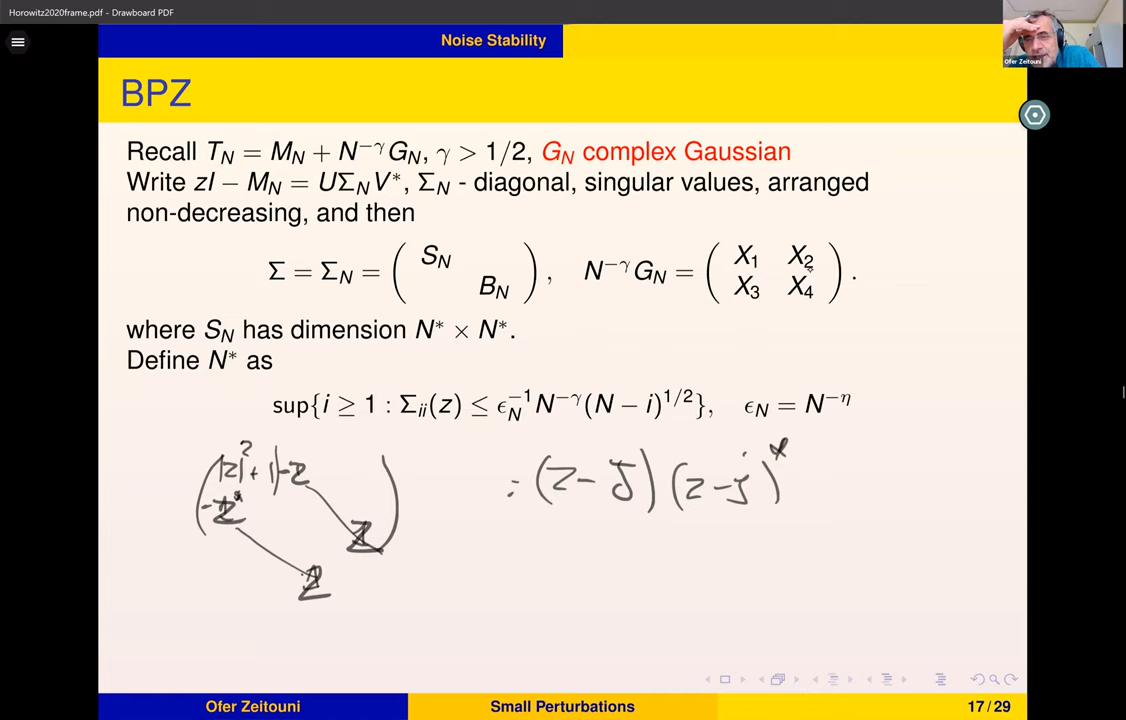 Horowitz2020frame.pdf - Drawboard PDF
Noise Stability
Ofer Zeitouni
BPZ
Recall T_N = M_N + N^{−γ} G_N, γ > 1/2, G_N complex Gaussian
Write zI − M_N = UΣ_N V*, Σ_N - diagonal, singular values, arranged
non-decreasing, and then
Σ = Σ_N = ( S_N B_N ), N^{−γ} G_N = ( X_1 X_2 X_3 X_4 ).
where S_N has dimension N* × N*.
Define N* as
sup{i ≥ 1 : Σ_{ii}(z) ≤ ε_N^{−1} N^{−γ} (N − i)^{1/2}}, ε_N = N^{−η}
|z|^2 + 1 -z
-z*
= (z - J) (z - J)*
Ofer Zeitouni
Small Perturbations
17 / 29